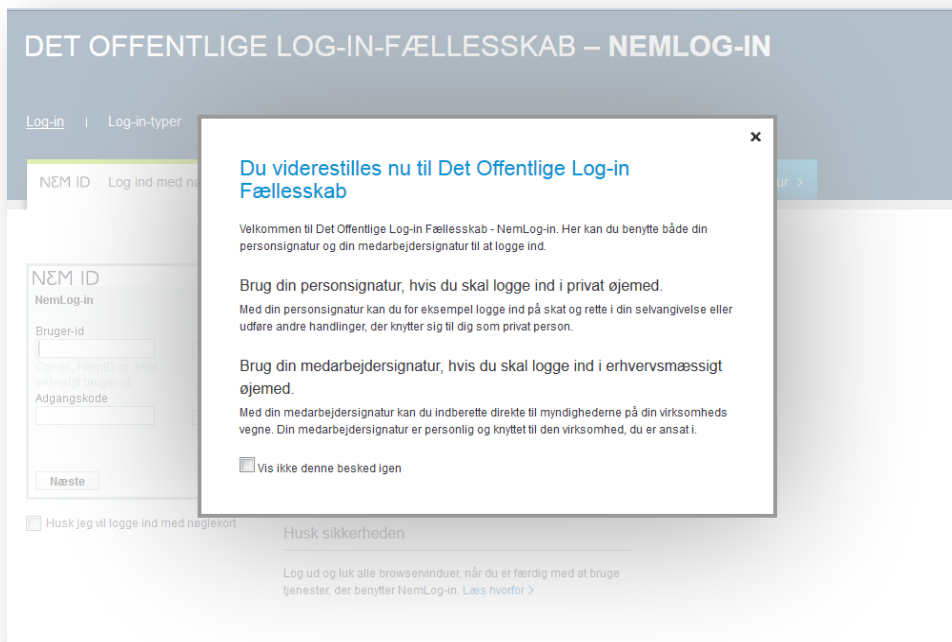 DET OFFENTLIGE LOG-IN-FÆLLESSKAB – NEMLOG-IN
Log-in | Log-in-typer
NEM ID Log ind med nø
ur >
×
Du viderestilles nu til Det Offentlige Log-in
Fællesskab
Velkommen til Det Offentlige Log-in Fællesskab - NemLog-in. Her kan du benytte både din
personsignatur og din medarbejdersignatur til at logge ind.
Brug din personsignatur, hvis du skal logge ind i privat øjemed.
Med din personsignatur kan du for eksempel logge ind på skat og rette i din selvangivelse eller
udføre andre handlinger, der knytter sig til dig som privat person.
Brug din medarbejdersignatur, hvis du skal logge ind i erhvervsmæssigt
øjemed.
Med din medarbejdersignatur kan du indberette direkte til myndighederne på din virksomheds
vegne. Din medarbejdersignatur er personlig og knyttet til den virksomhed, du er ansat i.
Vis ikke denne besked igen
NEM ID
NemLog-in
Bruger-id
Cpr-nr., NemID-nr. eller
selvvalgt bruger-id
Adgangskode
Næste
Husk jeg vil logge ind med nøglekort
Husk sikkerheden
Log ud og luk alle browservinduer, når du er færdig med at bruge
tjenester, der benytter NemLog-in. Læs hvorfor >